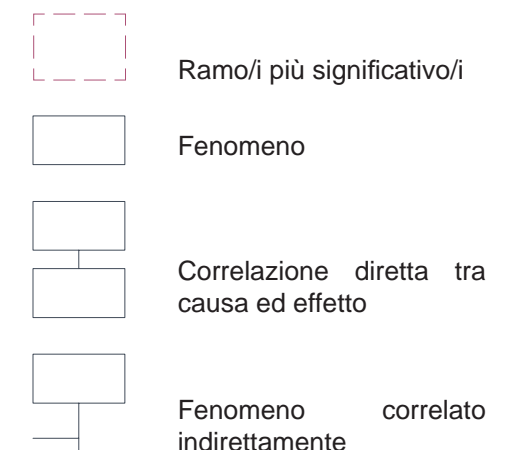 Ramo/i più significativo/i
Fenomeno
Correlazione diretta tra
causa ed effetto
Fenomeno correlato
indirettamente